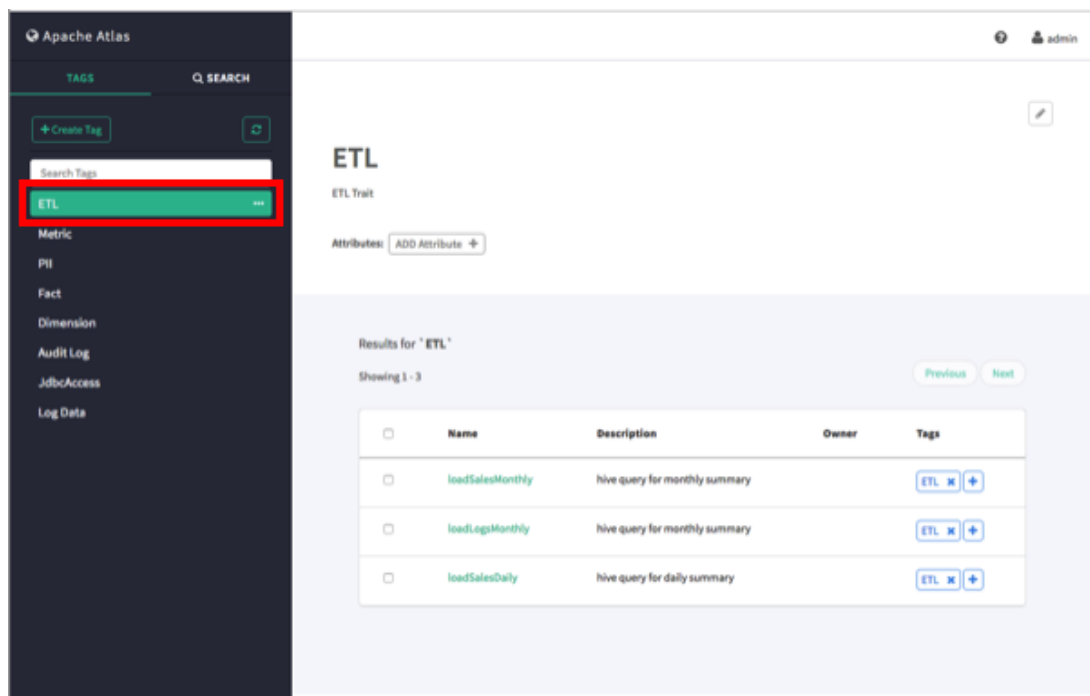 Apache Atlas
admin
TAGS
SEARCH
+ Create Tag
Search Tags
ETL
Metric
PII
Fact
Dimension
Audit Log
JdbcAccess
Log Data
ETL
ETL Trait
Attributes: ADD Attribute +
Results for `ETL`
Showing 1 - 3
Previous Next
Name Description Owner Tags
loadSalesMonthly hive query for monthly summary ETL
loadLogsMonthly hive query for monthly summary ETL
loadSalesDaily hive query for daily summary ETL